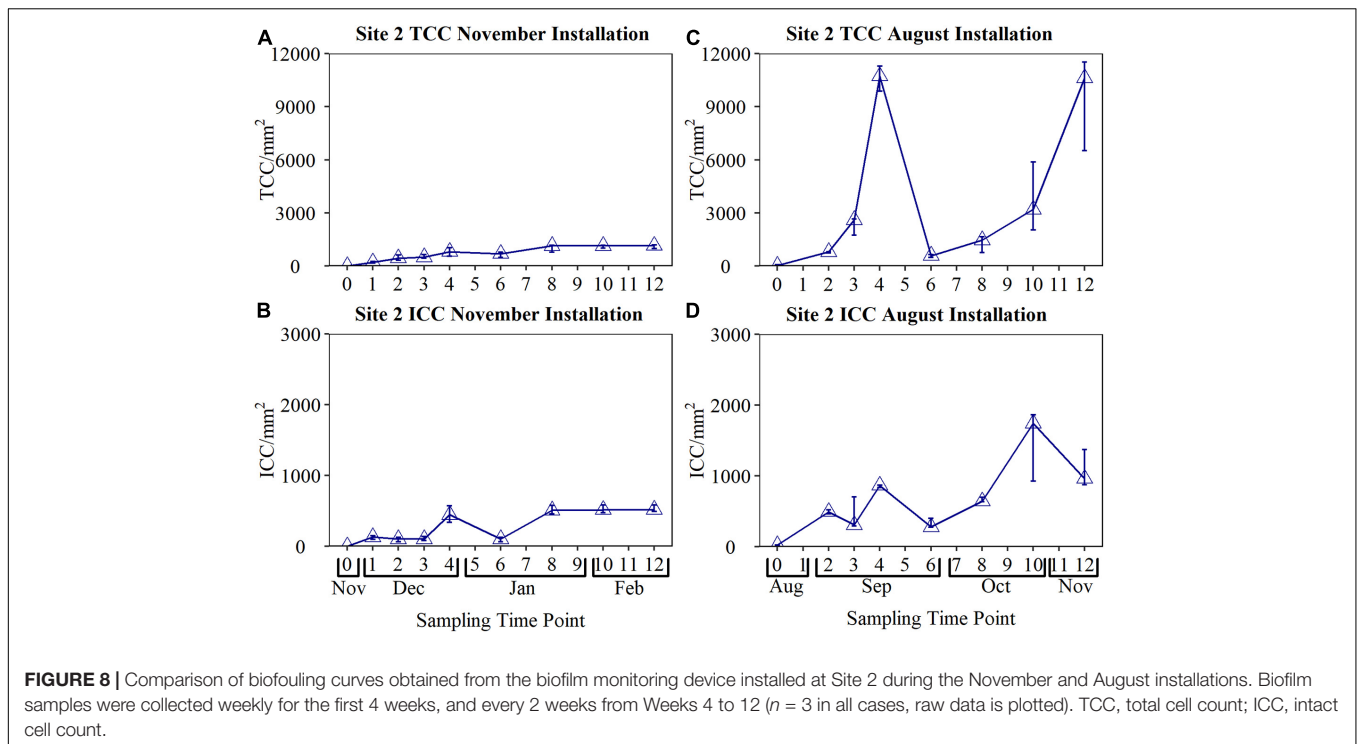 A
Site 2 TCC November Installation
12000
9000
6000
3000
0
TCC/mm²
0 1 2 3 4 5 6 7 8 9 10 11 12
B
Site 2 ICC November Installation
3000
2000
1000
0
ICC/mm²
0 1 2 3 4 5 6 7 8 9 10 11 12
Nov Dec Jan Feb
Sampling Time Point
C
Site 2 TCC August Installation
12000
9000
6000
3000
0
TCC/mm²
0 1 2 3 4 5 6 7 8 9 10 11 12
D
Site 2 ICC August Installation
3000
2000
1000
0
ICC/mm²
0 1 2 3 4 5 6 7 8 9 10 11 12
Aug Sep Oct Nov
Sampling Time Point
FIGURE 8 | Comparison of biofouling curves obtained from the biofilm monitoring device installed at Site 2 during the November and August installations. Biofilm
samples were collected weekly for the first 4 weeks, and every 2 weeks from Weeks 4 to 12 (n = 3 in all cases, raw data is plotted). TCC, total cell count; ICC, intact
cell count.